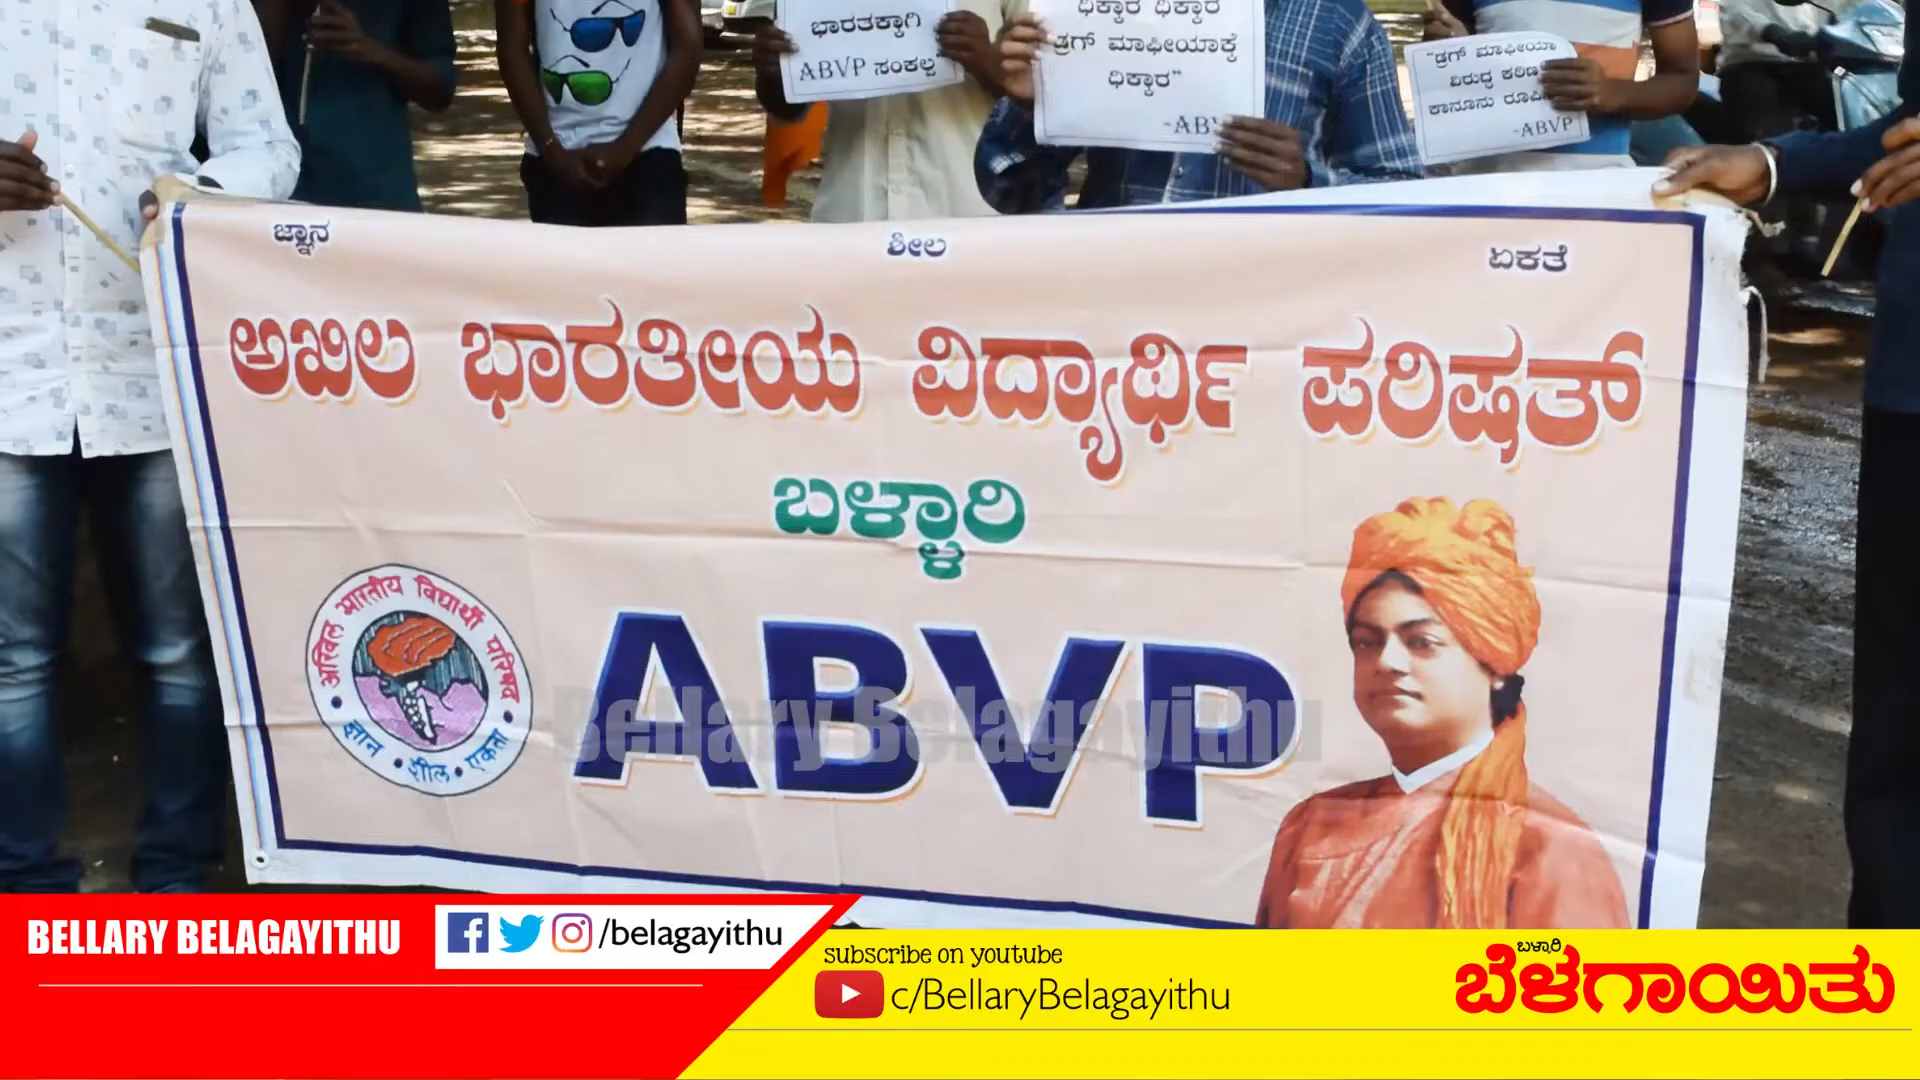 ಭಾರತಕ್ಕಾಗಿ
ABVP ಸಂಕಲ್ಪ"
ಧಿಕ್ಕಾರ ಧಿಕ್ಕಾರ
ಡ್ರಗ್ ಮಾಫೀಯಾಕ್ಕೆ
ಧಿಕ್ಕಾರ"
"ಡ್ರಗ್ ಮಾಫೀಯಾ
ವಿರುದ್ಧ
ಕಾನೂನು
-ABVP
ಜ್ಞಾನ ಶೀಲ ಏಕತೆ
ಅಖಿಲ ಭಾರತೀಯ ವಿದ್ಯಾರ್ಥಿ ಪರಿಷತ್
ಬಳ್ಳಾರಿ
अखिल भारतीय विद्यार्थी परिषद
ज्ञान • शील • एकता
ABVP
Bellary Belagayithu
BELLARY BELAGAYITHU
/belagayithu
subscribe on youtube
c/BellaryBelagayithu
ಬಳ್ಳಾರಿ
ಬೆಳಗಾಯಿತು